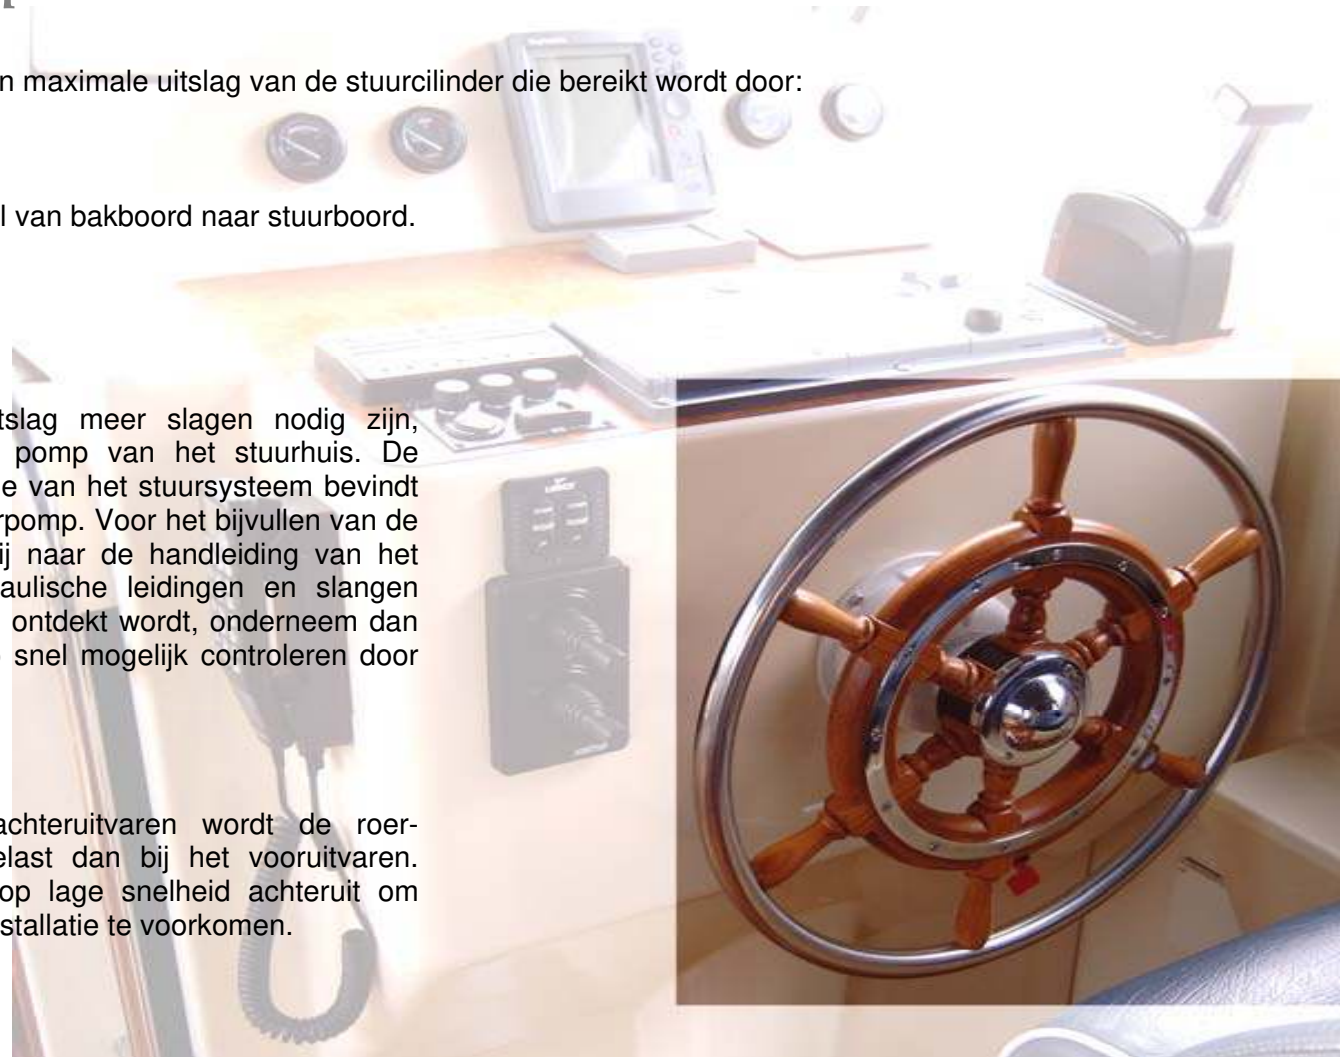 n maximale uitslag van de stuurcilinder die bereikt wordt door:
l van bakboord naar stuurboord.
tslag meer slagen nodig zijn,
pomp van het stuurhuis. De
e van het stuursysteem bevindt
rpomp. Voor het bijvullen van de
ij naar de handleiding van het
aulische leidingen en slangen
ontdekt wordt, onderneem dan
snel mogelijk controleren door
achteruitvaren wordt de roer-
elast dan bij het vooruitvaren.
op lage snelheid achteruit om
stallatie te voorkomen.